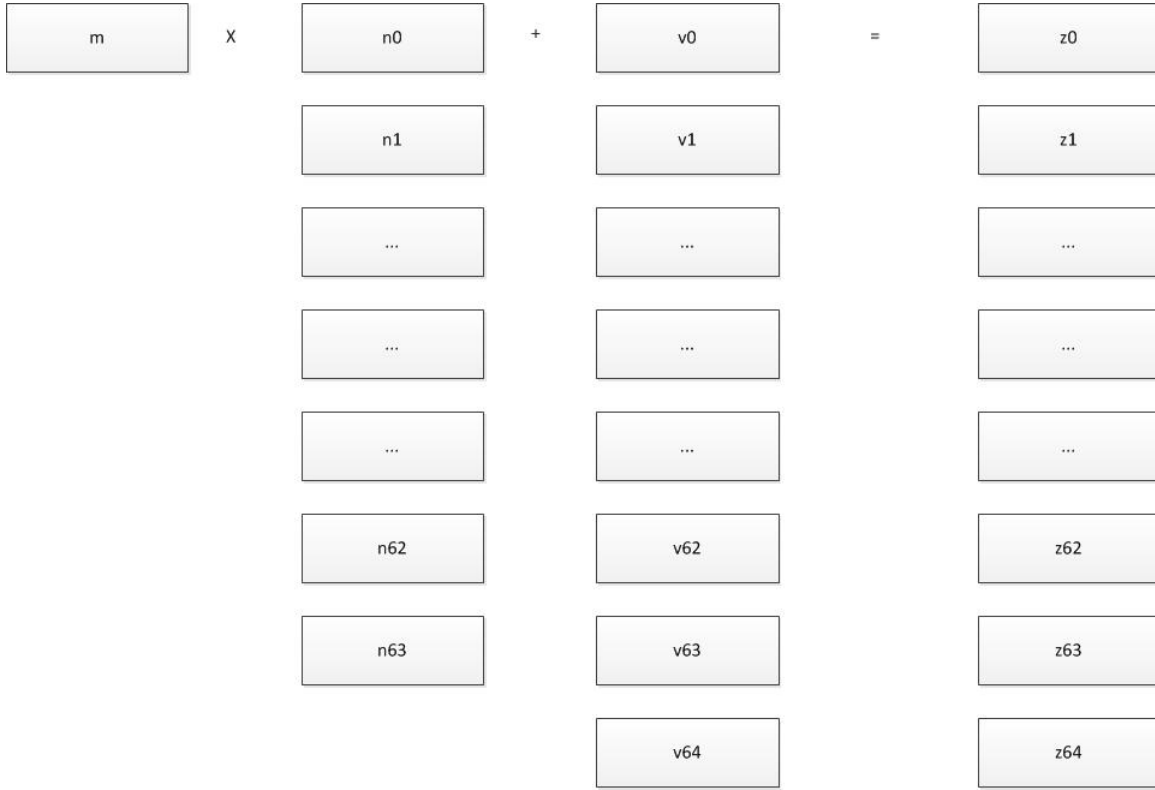 m X n0 + v0 = z0
n1 v1 z1
... ... ...
... ... ...
... ... ...
n62 v62 z62
n63 v63 z63
v64 z64